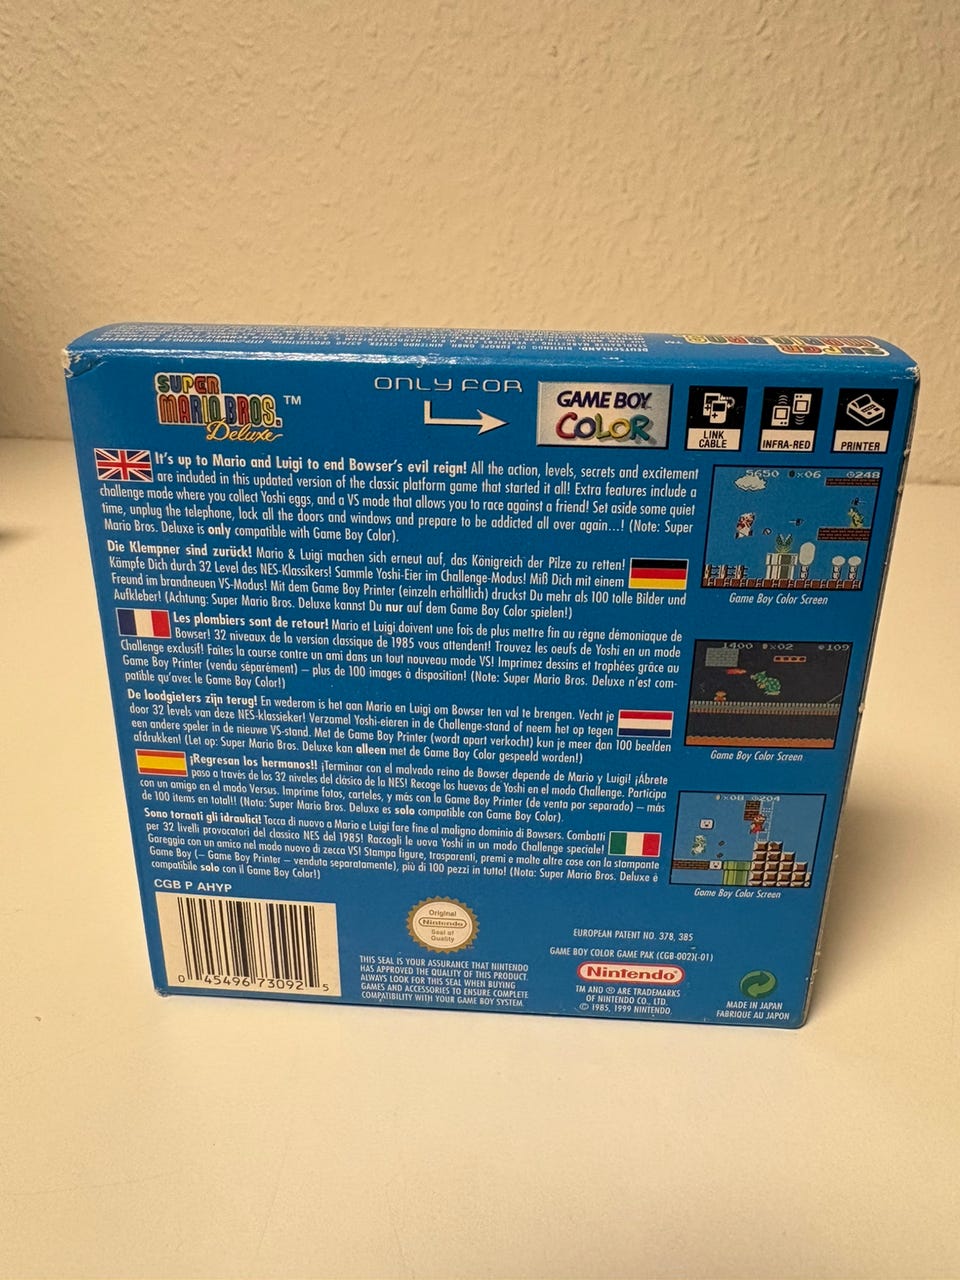 SUPER
MARIO BROS.™
Deluxe
ONLY FOR
GAME BOY
COLOR
LINK
CABLE
INFRA-RED
PRINTER
It's up to Mario and Luigi to end Bowser's evil reign! All the action, levels, secrets and excitement
are included in this updated version of the classic platform game that started it all! Extra features include a
challenge mode where you collect Yoshi eggs, and a VS mode that allows you to race against a friend! Set aside some quiet
time, unplug the telephone, lock all the doors and windows and prepare to be addicted all over again...! (Note: Super
Mario Bros. Deluxe is only compatible with Game Boy Color).
Die Klempner sind zurück! Mario & Luigi machen sich erneut auf, das Königreich der Pilze zu retten!
Kämpfe Dich durch 32 Level des NES-Klassikers! Sammle Yoshi-Eier im Challenge-Modus! Miß Dich mit einem
Freund im brandneuen VS-Modus! Mit dem Game Boy Printer (einzeln erhältlich) druckst Du mehr als 100 tolle Bilder und
Aufkleber! (Achtung: Super Mario Bros. Deluxe kannst Du nur auf dem Game Boy Color spielen!)
Les plombiers sont de retour! Mario et Luigi doivent une fois de plus mettre fin au règne démoniaque de
Bowser! 32 niveaux de la version classique de 1985 vous attendent! Trouvez les oeufs de Yoshi en un mode
Challenge exclusif! Faites la course contre un ami dans un tout nouveau mode VS! Imprimez dessins et trophées grâce au
Game Boy Printer (vendu séparément) – plus de 100 images à disposition! (Note: Super Mario Bros. Deluxe n'est com-
patible qu'avec le Game Boy Color!)
De loodgieters zijn terug! En wederom is het aan Mario en Luigi om Bowser ten val te brengen. Vecht je
door 32 levels van deze NES-klassieker! Verzamel Yoshi-eieren in de Challenge-stand of neem het op tegen
een andere speler in de nieuwe VS-stand. Met de Game Boy Printer (wordt apart verkocht) kun je meer dan 100 beelden
afdrukken! (Let op: Super Mario Bros. Deluxe kan alleen met de Game Boy Color gespeeld worden!)
¡Regresan los hermanos!! ¡Terminar con el malvado reino de Bowser depende de Mario y Luigi! ¡Ábrete
paso a través de los 32 niveles del clásico de la NES! Recoge los huevos de Yoshi en el modo Challenge. Participa
con un amigo en el modo Versus. Imprime fotos, carteles, y más con la Game Boy Printer (de venta por separado) – más
de 100 items en total!! (Nota: Super Mario Bros. Deluxe es solo compatible con Game Boy Color).
Sono tornati gli idraulici! Tocca di nuovo a Mario e Luigi fare fine al maligno dominio di Bowsers. Combatti
per 32 livelli provocatori del classico NES del 1985! Raccogli le uova Yoshi in un modo Challenge speciale!
Gareggia con un amico nel modo nuovo di zecca VS! Stampa figure, trasparenti, premi e molte altre cose con la stampante
Game Boy (– Game Boy Printer – venduta separatamente), più di 100 pezzi in tutto! (Nota: Super Mario Bros. Deluxe è
compatibile solo con il Game Boy Color!)
5650 x06 248
Game Boy Color Screen
1400 x02 109
Game Boy Color Screen
x08 204
Game Boy Color Screen
CGB P AHYP
0 45496 73092 5
Original
Nintendo
Seal of
Quality
THIS SEAL IS YOUR ASSURANCE THAT NINTENDO
HAS APPROVED THE QUALITY OF THIS PRODUCT.
ALWAYS LOOK FOR THIS SEAL WHEN BUYING
GAMES AND ACCESSORIES TO ENSURE COMPLETE
COMPATIBILITY WITH YOUR GAME BOY SYSTEM.
EUROPEAN PATENT NO. 378, 385
GAME BOY COLOR GAME PAK (CGB-002)(-01)
Nintendo®
TM AND ® ARE TRADEMARKS
OF NINTENDO CO., LTD.
© 1985, 1999 NINTENDO.
MADE IN JAPAN
FABRIQUE AU JAPON
SUPER
MARIO BROS.™